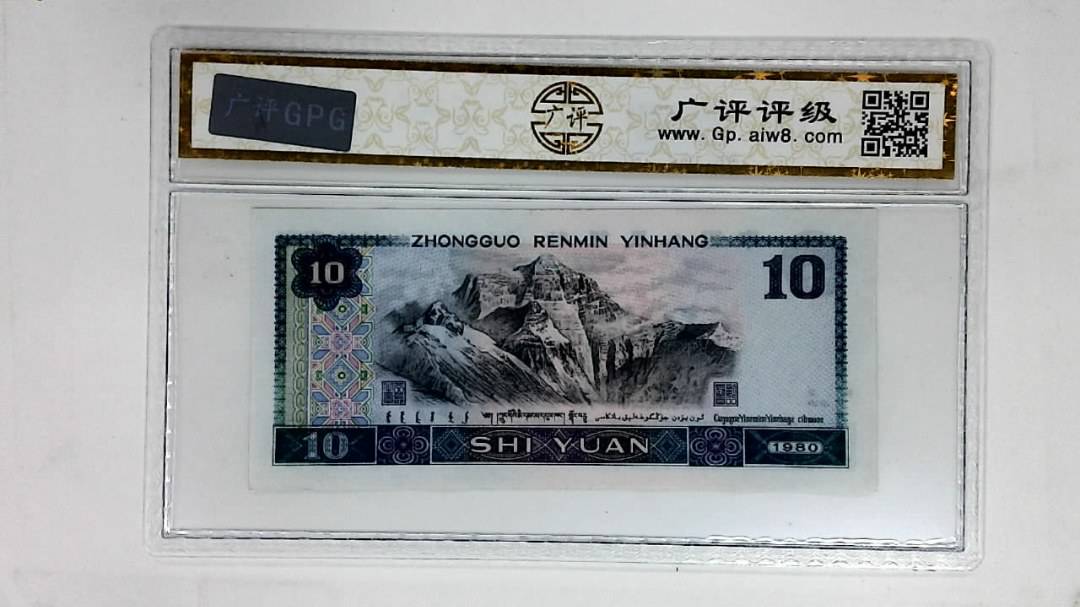 广评GPG
广评
广评评级
www. Gp. aiw8. com
ZHONGGUO RENMIN YINHANG
10
10
10
SHI YUAN
1980